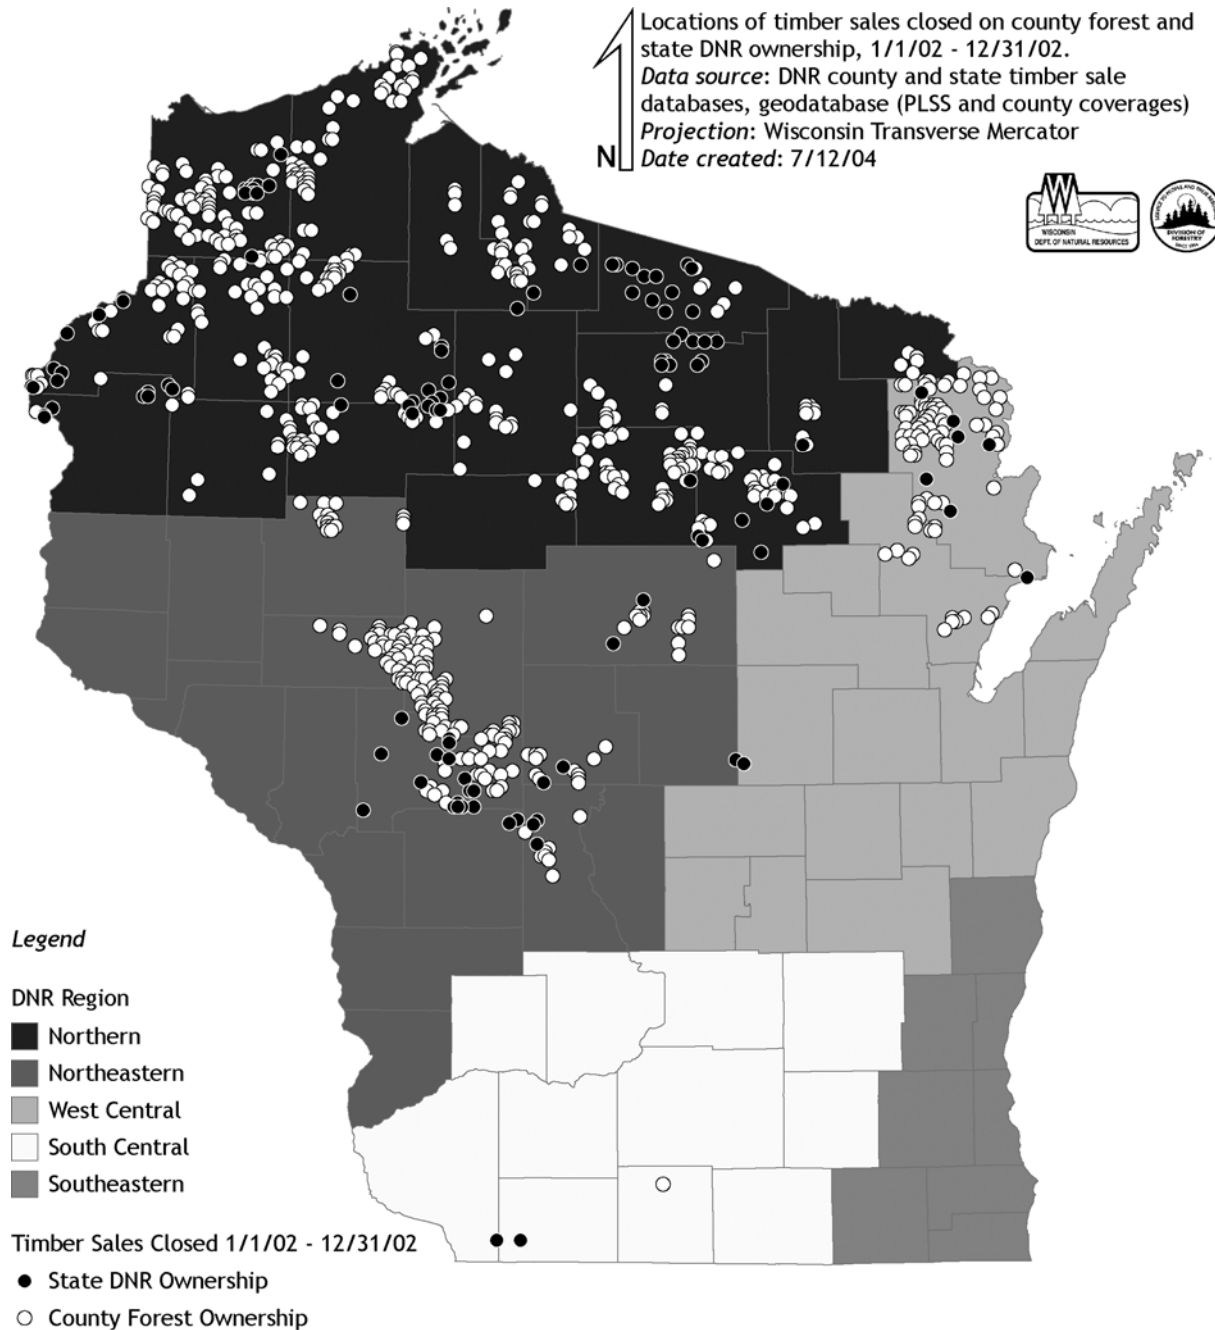 Locations of timber sales closed on county forest and
state DNR ownership, 1/1/02 - 12/31/02.
Data source: DNR county and state timber sale
databases, geodatabase (PLSS and county coverages)
Projection: Wisconsin Transverse Mercator
Date created: 7/12/04
N
W
WISCONSIN
DEPT. OF NATURAL RESOURCES
DIVISION OF
FORESTRY
Legend
DNR Region
Northern
Northeastern
West Central
South Central
Southeastern
Timber Sales Closed 1/1/02 - 12/31/02
State DNR Ownership
County Forest Ownership